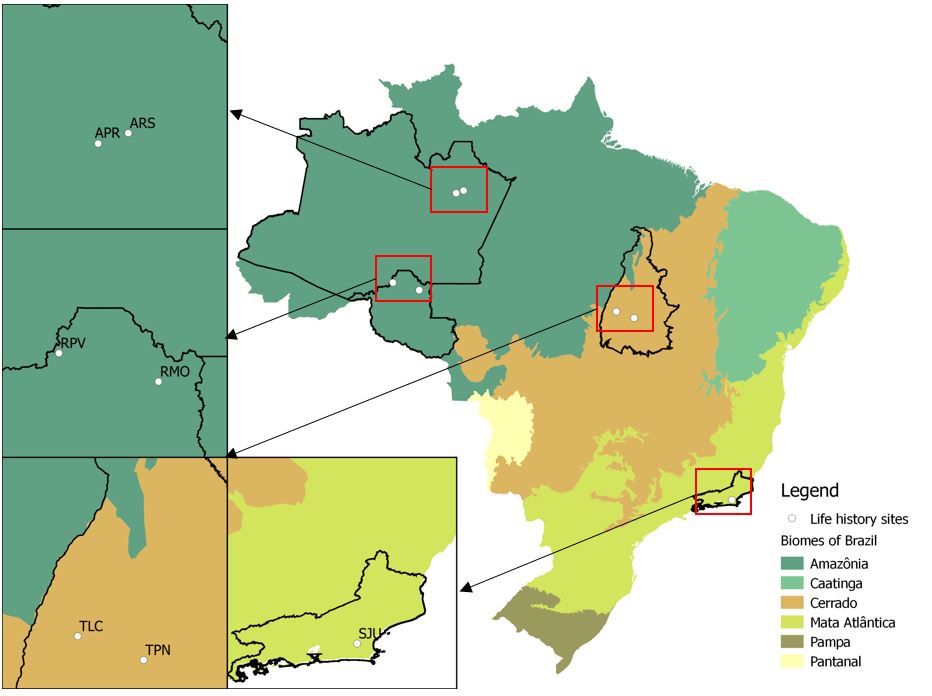 ARS
APR
RPV
RMO
TLC
TPN
SJU
Legend
Life history sites
Biomes of Brazil
Amazônia
Caatinga
Cerrado
Mata Atlântica
Pampa
Pantanal